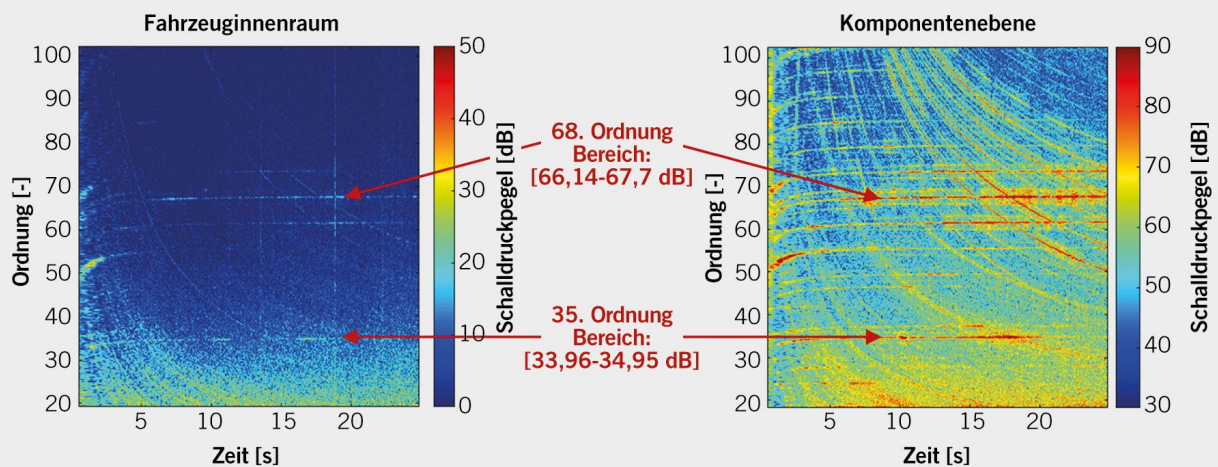 Fahrzeuginnenraum
Komponentenebene
Ordnung [-]
100
90
80
70
60
50
40
30
20
5
10
15
20
Zeit [s]
50
40
30
20
10
0
Schalldruckpegel [dB]
68. Ordnung
Bereich:
[66,14-67,7 dB]
35. Ordnung
Bereich:
[33,96-34,95 dB]
Ordnung [-]
100
90
80
70
60
50
40
30
20
5
10
15
20
Zeit [s]
90
80
70
60
50
40
30
Schalldruckpegel [dB]